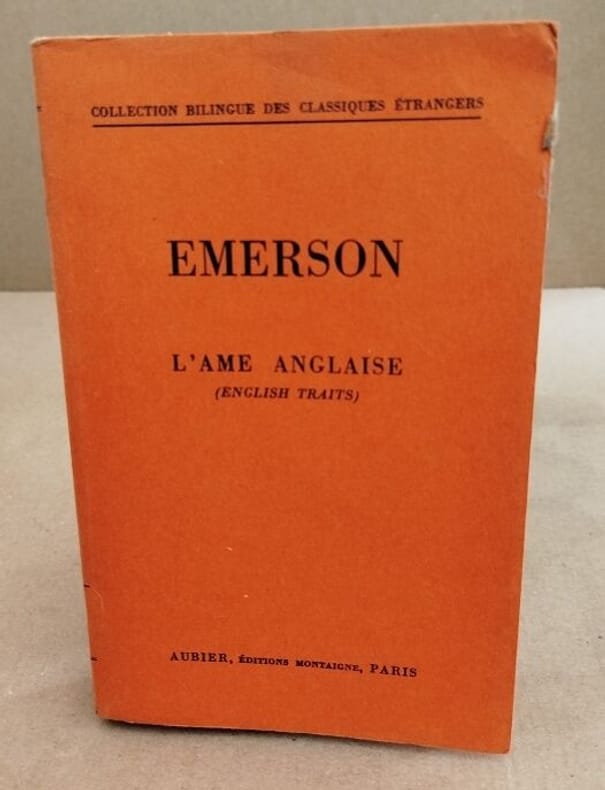 COLLECTION BILINGUE DES CLASSIQUES ÉTRANGERS
EMERSON
L'AME ANGLAISE
(ENGLISH TRAITS)
AUBIER, ÉDITIONS MONTAIGNE, PARIS